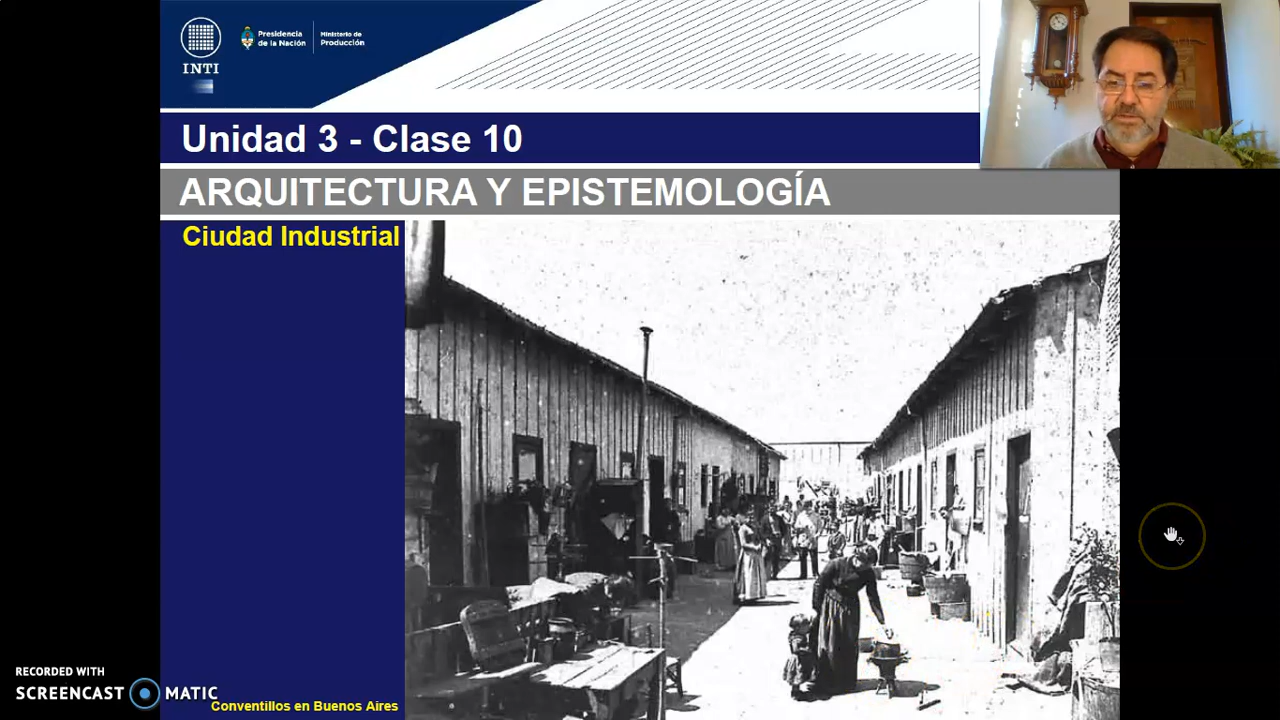 INTI
Presidencia
de la Nación
Ministerio de
Producción
Unidad 3 - Clase 10
ARQUITECTURA Y EPISTEMOLOGÍA
Ciudad Industrial
Conventillos en Buenos Aires
RECORDED WITH
SCREENCAST MATIC